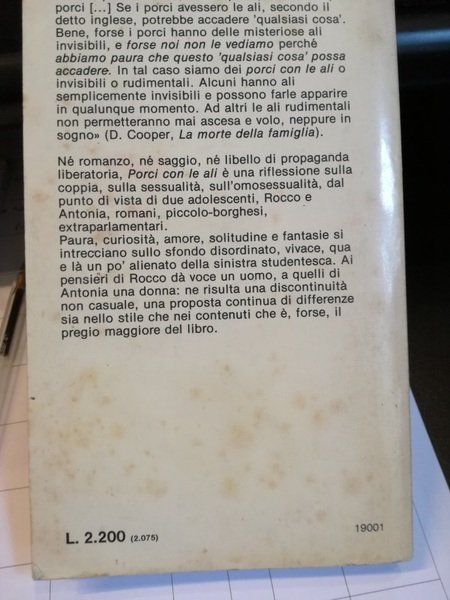 porci [...] Se i porci avessero le ali, secondo il
detto inglese, potrebbe accadere 'qualsiasi cosa'.
Bene, forse i porci hanno delle misteriose ali
invisibili, e forse noi non le vediamo perché
abbiamo paura che questo 'qualsiasi cosa' possa
accadere. In tal caso siamo dei porci con le ali o
invisibili o rudimentali. Alcuni hanno ali
semplicemente invisibili e possono farle apparire
in qualunque momento. Ad altri le ali rudimentali
non permetteranno mai ascesa e volo, neppure in
sogno» (D. Cooper, La morte della famiglia).
Né romanzo, né saggio, né libello di propaganda
liberatoria, Porci con le ali è una riflessione sulla
coppia, sulla sessualità, sull'omosessualità, dal
punto di vista di due adolescenti, Rocco e
Antonia, romani, piccolo-borghesi,
extraparlamentari.
Paura, curiosità, amore, solitudine e fantasie si
intrecciano sullo sfondo disordinato, vivace, qua
e là un po' alienato della sinistra studentesca. Ai
pensieri di Rocco dà voce un uomo, a quelli di
Antonia una donna: ne risulta una discontinuità
non casuale, una proposta continua di differenze
sia nello stile che nei contenuti che è, forse, il
pregio maggiore del libro.
L. 2.200 (2.075)
19001